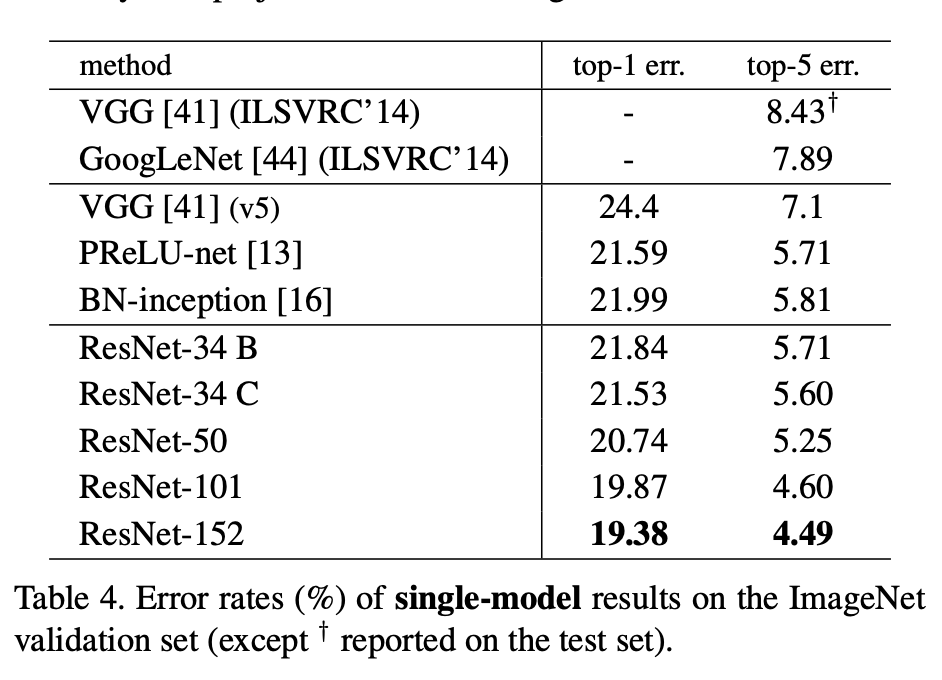 method top-1 err. top-5 err.
VGG [41] (ILSVRC’14) - 8.43†
GoogLeNet [44] (ILSVRC’14) - 7.89
VGG [41] (v5) 24.4 7.1
PReLU-net [13] 21.59 5.71
BN-inception [16] 21.99 5.81
ResNet-34 B 21.84 5.71
ResNet-34 C 21.53 5.60
ResNet-50 20.74 5.25
ResNet-101 19.87 4.60
ResNet-152 19.38 4.49
Table 4. Error rates (%) of single-model results on the ImageNet
validation set (except † reported on the test set).